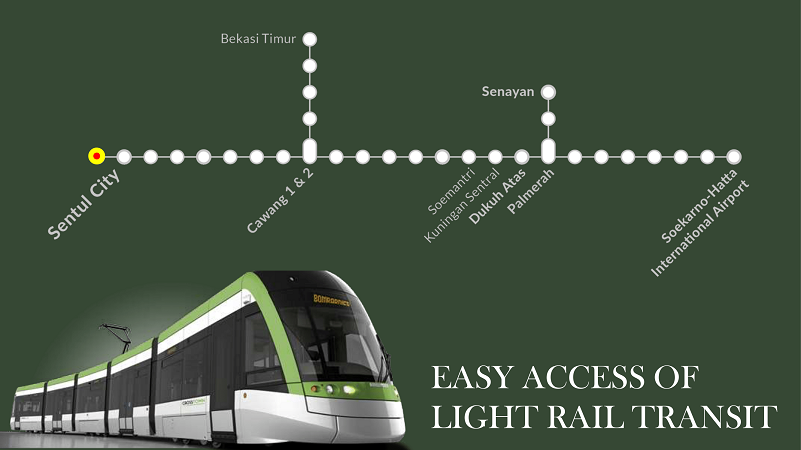 Bekasi Timur
Senayan
Sentul City
Cawang 1 & 2
Soemantri
Kuningan Sentral
Dukuh Atas
Palmerah
Soekarno-Hatta
International Airport
EASY ACCESS OF
LIGHT RAIL TRANSIT